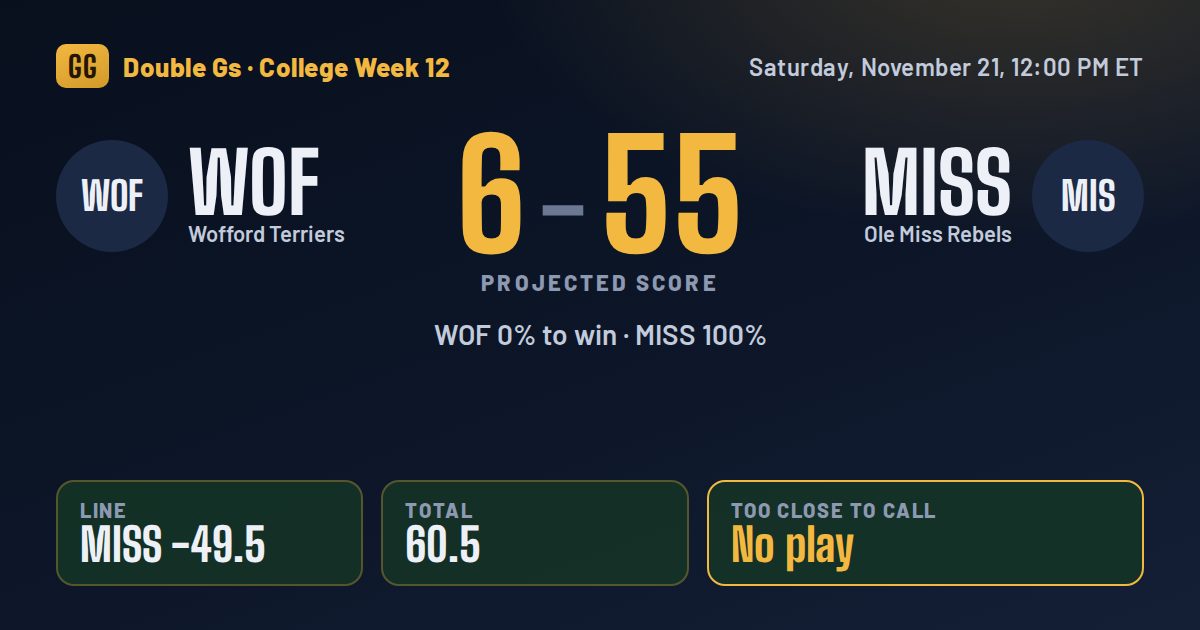 GG Double Gs · College Week 12
Saturday, November 21, 12:00 PM ET
WOF
WOF
Wofford Terriers
6 – 55
PROJECTED SCORE
WOF 0% to win · MISS 100%
MISS
Ole Miss Rebels
MIS
LINE
MISS −49.5
TOTAL
60.5
TOO CLOSE TO CALL
No play